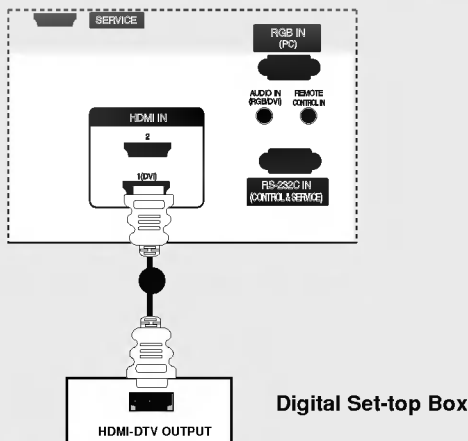 SERVICE
RGB IN
(PC)
AUDIO IN
(RGB/DVI)
REMOTE
CONTROL IN
HDMI IN
2
1(DVI)
RS-232C IN
(CONTROL & SERVICE)
Digital Set-top Box
HDMI-DTV OUTPUT